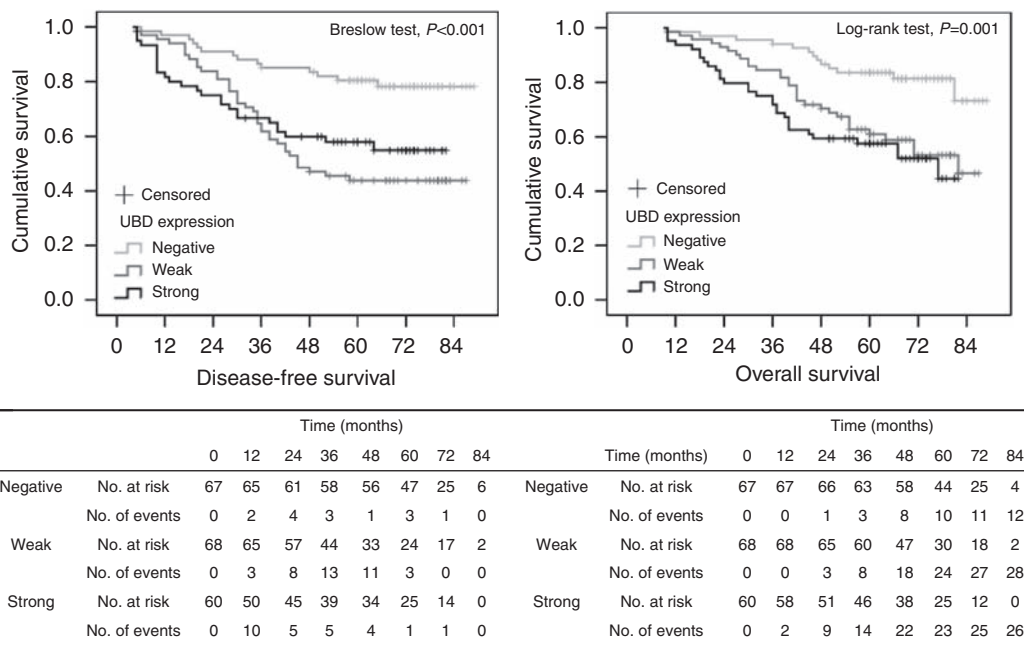 Breslow test, P<0.001
1.0
0.8
0.6
0.4
0.2
0.0
Cumulative survival
Censored
UBD expression
Negative
Weak
Strong
0 12 24 36 48 60 72 84
Disease-free survival
Log-rank test, P=0.001
1.0
0.8
0.6
0.4
0.2
0.0
Cumulative survival
Censored
UBD expression
Negative
Weak
Strong
0 12 24 36 48 60 72 84
Overall survival
Time (months) Time (months)
0 12 24 36 48 60 72 84 Time (months) 0 12 24 36 48 60 72 84
Negative No. at risk 67 65 61 58 56 47 25 6 Negative No. at risk 67 67 66 63 58 44 25 4
No. of events 0 2 4 3 1 3 1 0 No. of events 0 0 1 3 8 10 11 12
Weak No. at risk 68 65 57 44 33 24 17 2 Weak No. at risk 68 68 65 60 47 30 18 2
No. of events 0 3 8 13 11 3 0 0 No. of events 0 0 3 8 18 24 27 28
Strong No. at risk 60 50 45 39 34 25 14 0 Strong No. at risk 60 58 51 46 38 25 12 0
No. of events 0 10 5 5 4 1 1 0 No. of events 0 2 9 14 22 23 25 26